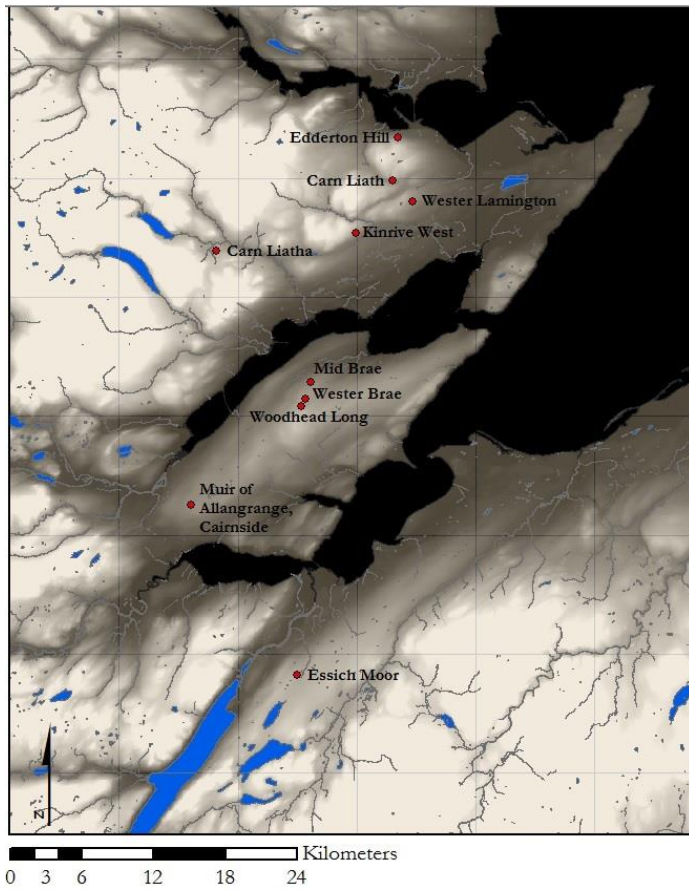 Edderton Hill
Carn Liath
Wester Lamington
Kinrive West
Carn Liatha
Mid Brae
Wester Brae
Woodhead Long
Muir of
Allangrange,
Cairnside
Essich Moor
N
Kilometers
0 3 6 12 18 24